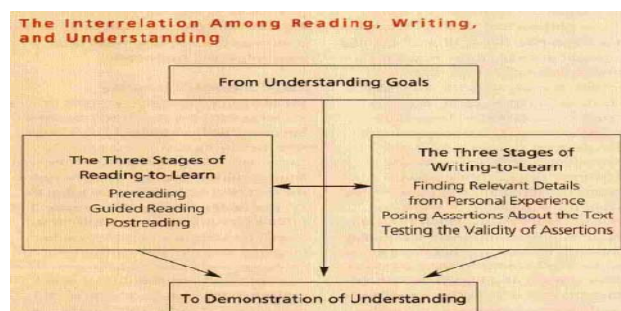 The Interrelation Among Reading, Writing,
and Understanding
From Understanding Goals
The Three Stages of
Reading-to-Learn
Prereading
Guided Reading
Postreading
The Three Stages of
Writing-to-Learn
Finding Relevant Details
from Personal Experience
Posing Assertions About the Text
Testing the Validity of Assertions
To Demonstration of Understanding